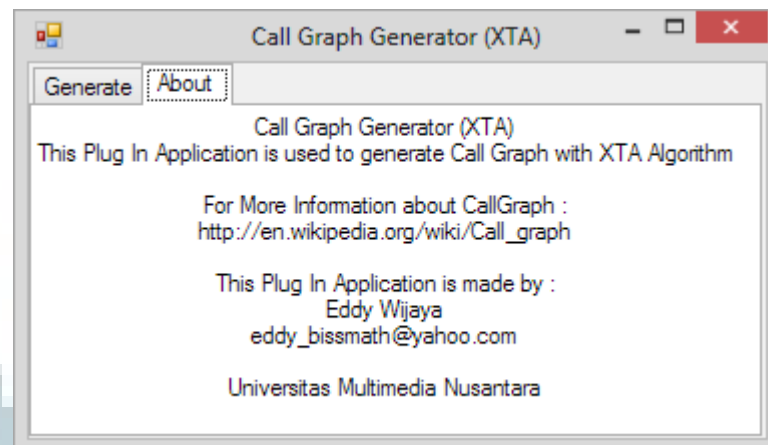 Call Graph Generator (XTA)
Generate About
Call Graph Generator (XTA)
This Plug In Application is used to generate Call Graph with XTA Algorithm
For More Information about CallGraph :
http://en.wikipedia.org/wiki/Call_graph
This Plug In Application is made by :
Eddy Wijaya
eddy_bissmath@yahoo.com
Universitas Multimedia Nusantara